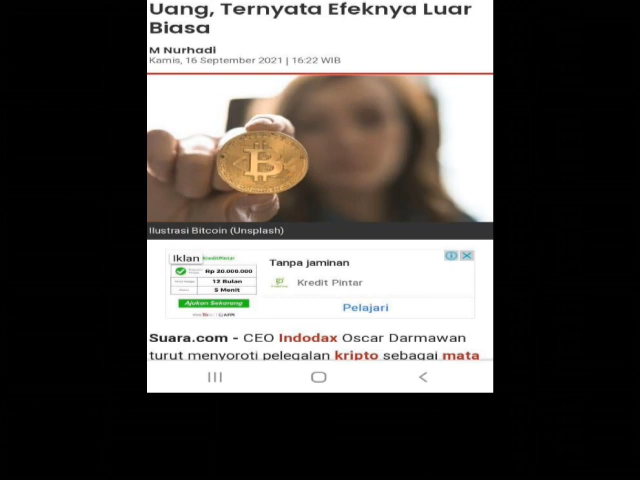 Uang, Ternyata Efeknya Luar
Biasa
M Nurhadi
Kamis, 16 September 2021 | 16:22 WIB
Ilustrasi Bitcoin (Unsplash)
Iklan KreditPintar
Rp 20.000.000
12 Bulan
5 Menit
Ajukan Sekarang
Tanpa jaminan
Kredit Pintar
Pelajari
Suara.com - CEO Indodax Oscar Darmawan
turut menyoroti pelegalan kripto sebagai mata